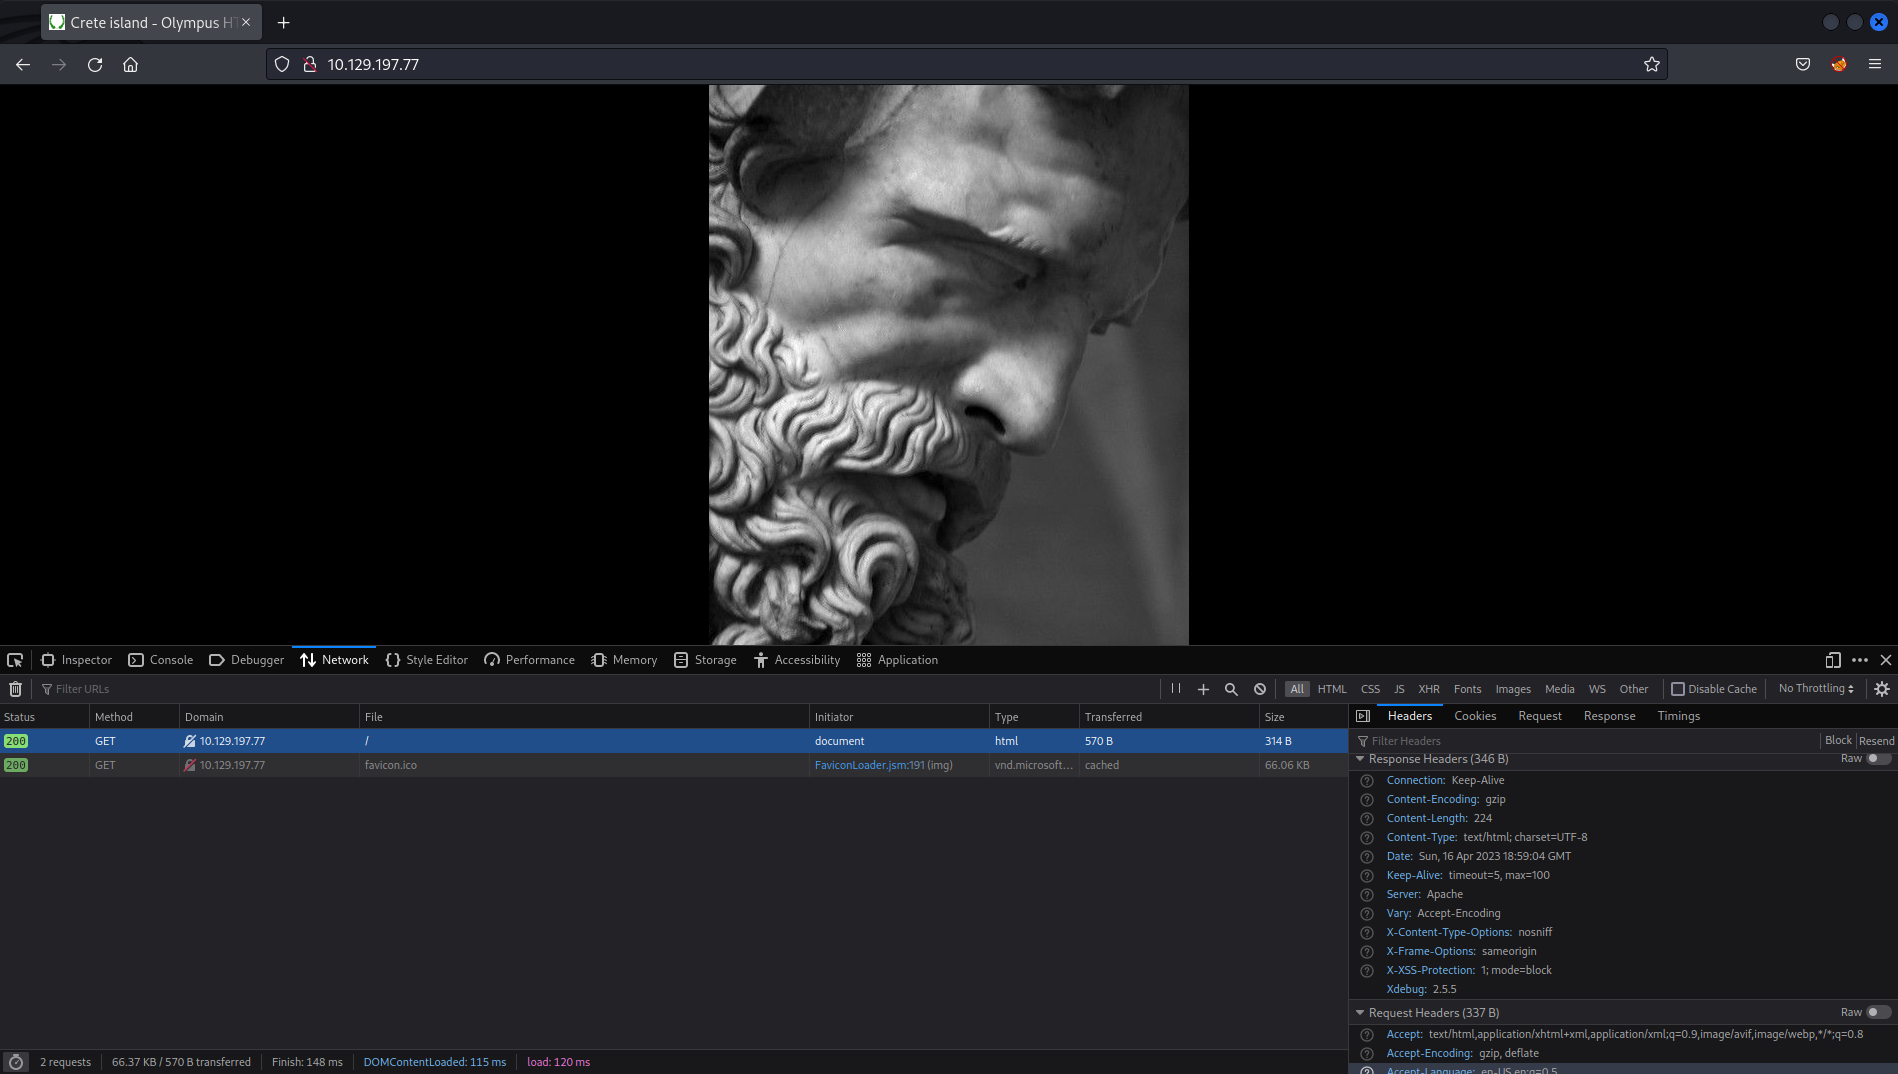 Crete island - Olympus HT
10.129.197.77
Inspector Console Debugger Network Style Editor Performance Memory Storage Accessibility Application
Filter URLs
All HTML CSS JS XHR Fonts Images Media WS Other Disable Cache No Throttling
Status Method Domain File Initiator Type Transferred Size
200 GET 10.129.197.77 / document html 570 B 314 B
200 GET 10.129.197.77 favicon.ico FaviconLoader.jsm:191 (img) vnd.microsoft... cached 66.06 KB
Headers Cookies Request Response Timings
Filter Headers Block Resend
Response Headers (346 B) Raw
Connection: Keep-Alive
Content-Encoding: gzip
Content-Length: 224
Content-Type: text/html; charset=UTF-8
Date: Sun, 16 Apr 2023 18:59:04 GMT
Keep-Alive: timeout=5, max=100
Server: Apache
Vary: Accept-Encoding
X-Content-Type-Options: nosniff
X-Frame-Options: sameorigin
X-XSS-Protection: 1; mode=block
Xdebug: 2.5.5
Request Headers (337 B) Raw
Accept: text/html,application/xhtml+xml,application/xml;q=0.9,image/avif,image/webp,*/*;q=0.8
Accept-Encoding: gzip, deflate
Accept-Language: en-US,en;q=0.5
2 requests 66.37 KB / 570 B transferred Finish: 148 ms DOMContentLoaded: 115 ms load: 120 ms